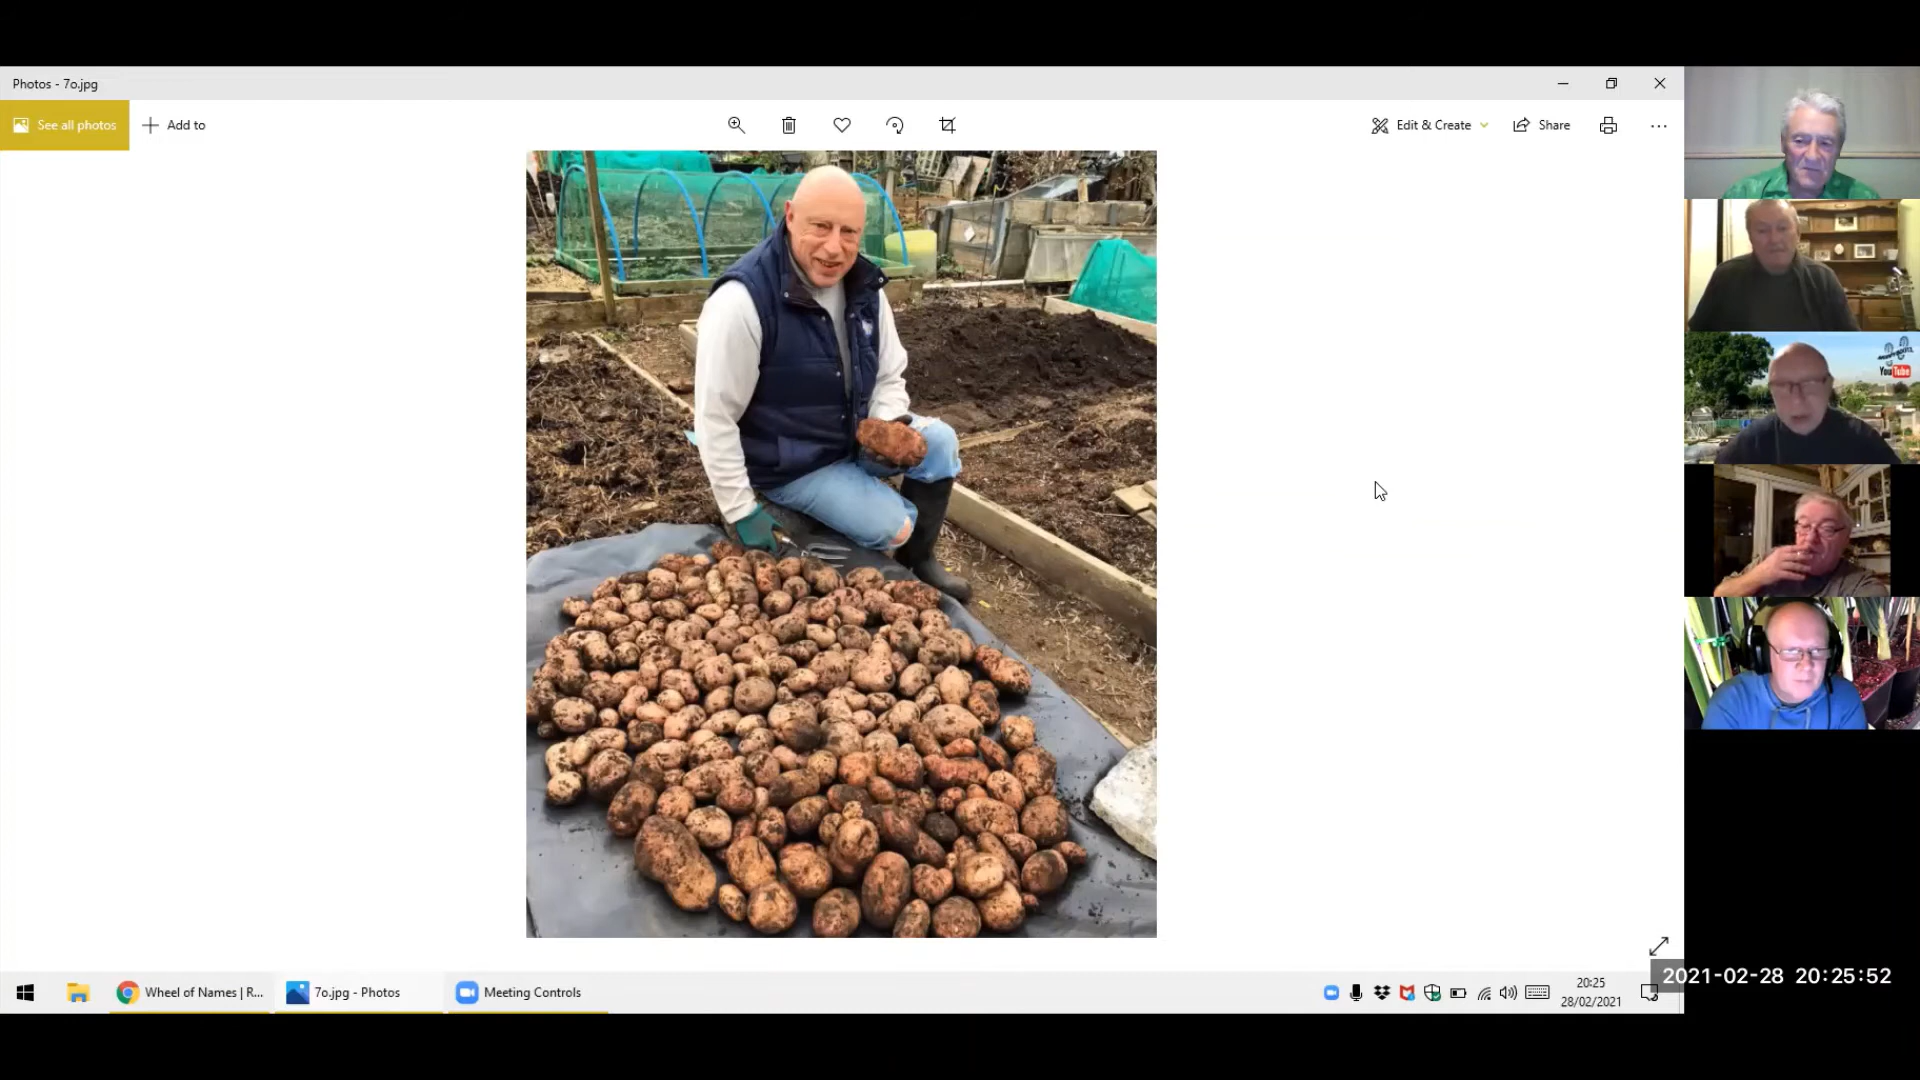 Photos - 7o.jpg
See all photos
Add to
Edit & Create
Share
YouTube
Wheel of Names | R...
7o.jpg - Photos
Meeting Controls
20:25
28/02/2021
2021-02-28 20:25:52